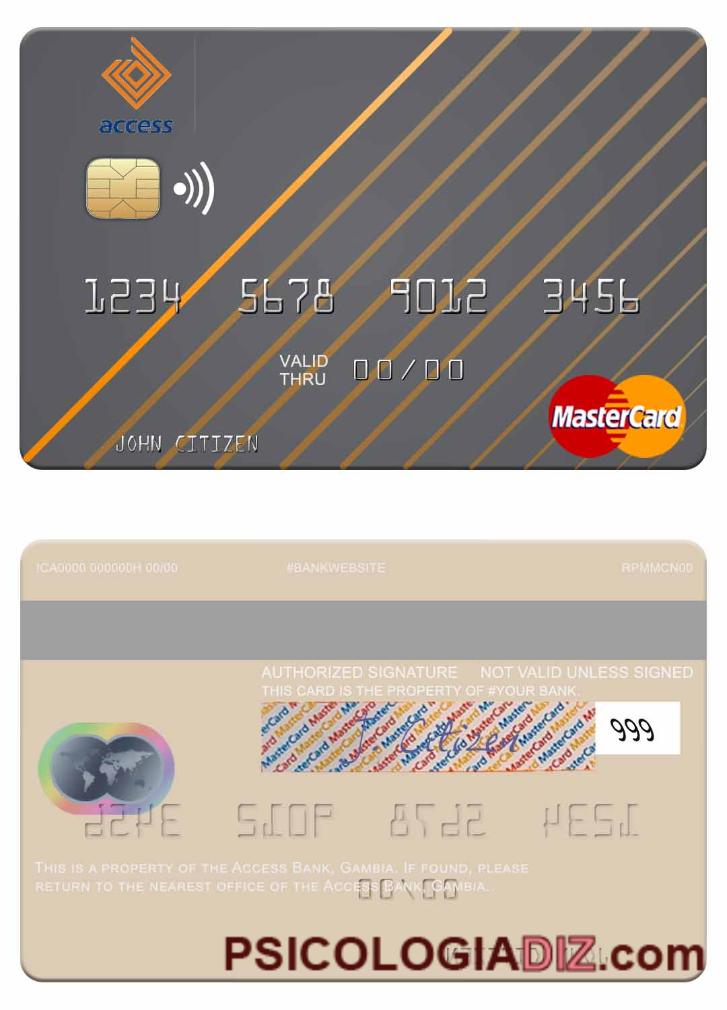 access
1234 5678 9012 3456
VALID
THRU 00/00
JOHN CITIZEN
MasterCard
!CA0000 000000H 00/00 #BANKWEBSITE RPMMCN00
AUTHORIZED SIGNATURE NOT VALID UNLESS SIGNED
THIS CARD IS THE PROPERTY OF #YOUR BANK.
J. Citizen
999
THIS IS A PROPERTY OF THE ACCESS BANK, GAMBIA. IF FOUND, PLEASE
RETURN TO THE NEAREST OFFICE OF THE ACCESS BANK, GAMBIA..
PSICOLOGIADIZ.com